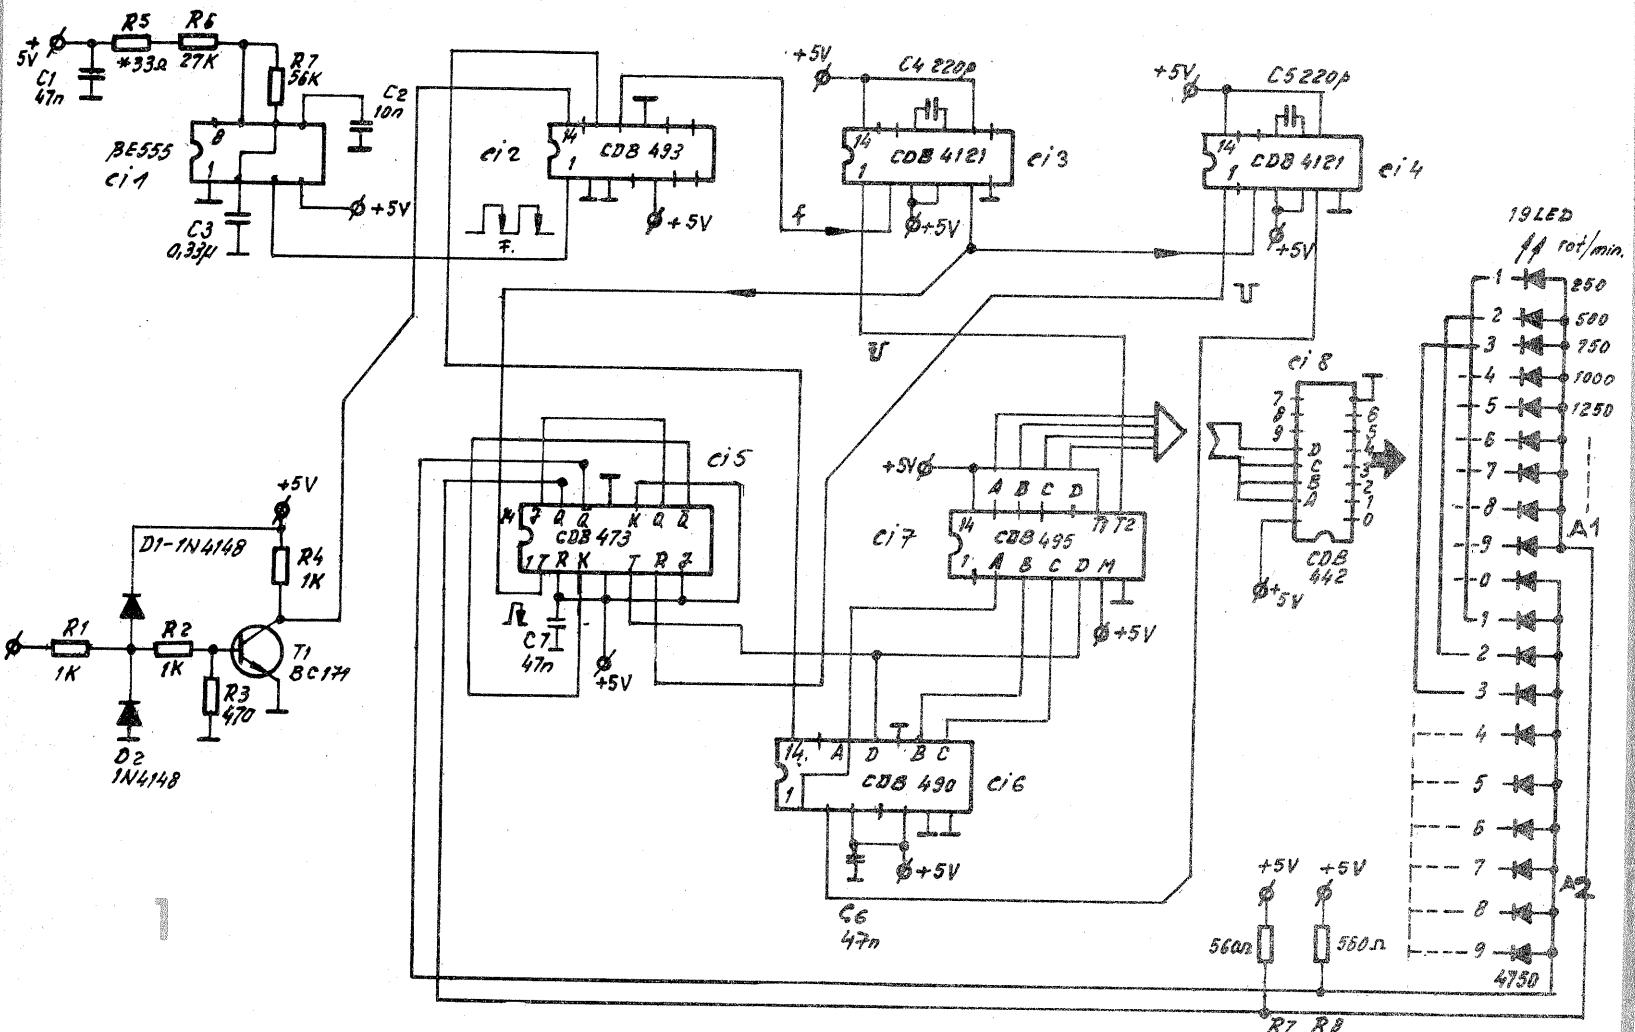 +
5V
R5
*33Ω
R6
27K
R7
56K
C1
47n
C2
10n
8
1
βE555
ci1
+5V
C3
0,33μ
ci2
14
1
CDB 493
+5V
F.
f
+5V
C4 220p
14
1
CDB 4121
ci3
+5V
+5V
C5 220p
14
1
CDB 4121
ci4
+5V
19 LED
rot/min.
1 250
2 500
3 750
4 1000
5 1250
6
7
8
9
A1
0
1
2
3
4
5
6
7
8
A2
9
4750
ci8
7
8
9
D
C
B
A
6
5
4
3
2
1
0
CDB
442
+5V
ci5
14 J Q Q K Q Q
CDB 473
1 T R K T R J
C7
47n
+5V
+5V
A B C D
14 T1 T2
ci7
CDB 495
1 A B C D M
+5V
+5V
D1-1N4148
R4
1K
R1
1K
R2
1K
T1
BC171
R3
470
D2
1N4148
14 A D B C
CDB 490
1
ci6
+5V
C6
47n
+5V +5V
560Ω
560Ω
R7 R8
1